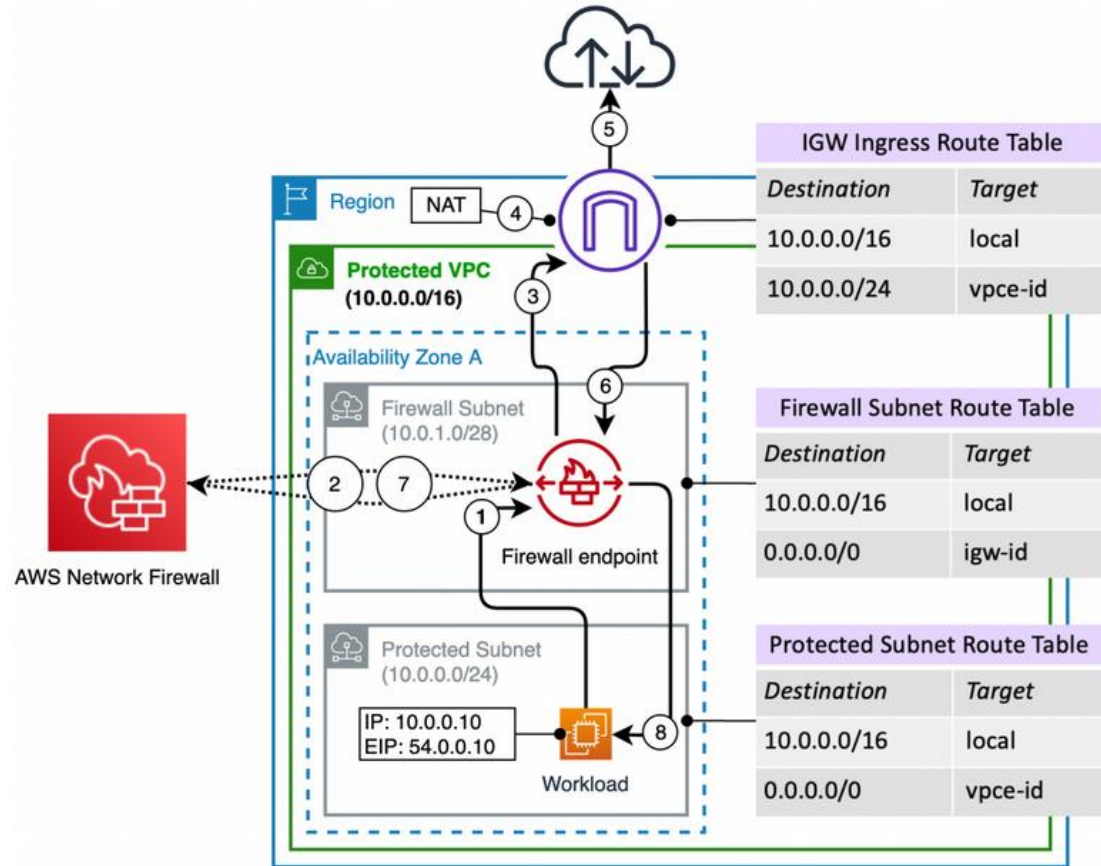 5
IGW Ingress Route Table
Destination Target
10.0.0.0/16 local
10.0.0.0/24 vpce-id
Region
NAT
4
Protected VPC
(10.0.0.0/16)
3
Availability Zone A
6
Firewall Subnet
(10.0.1.0/28)
Firewall Subnet Route Table
Destination Target
10.0.0.0/16 local
0.0.0.0/0 igw-id
2
7
1
Firewall endpoint
AWS Network Firewall
Protected Subnet
(10.0.0.0/24)
Protected Subnet Route Table
Destination Target
10.0.0.0/16 local
0.0.0.0/0 vpce-id
IP: 10.0.0.10
EIP: 54.0.0.10
8
Workload